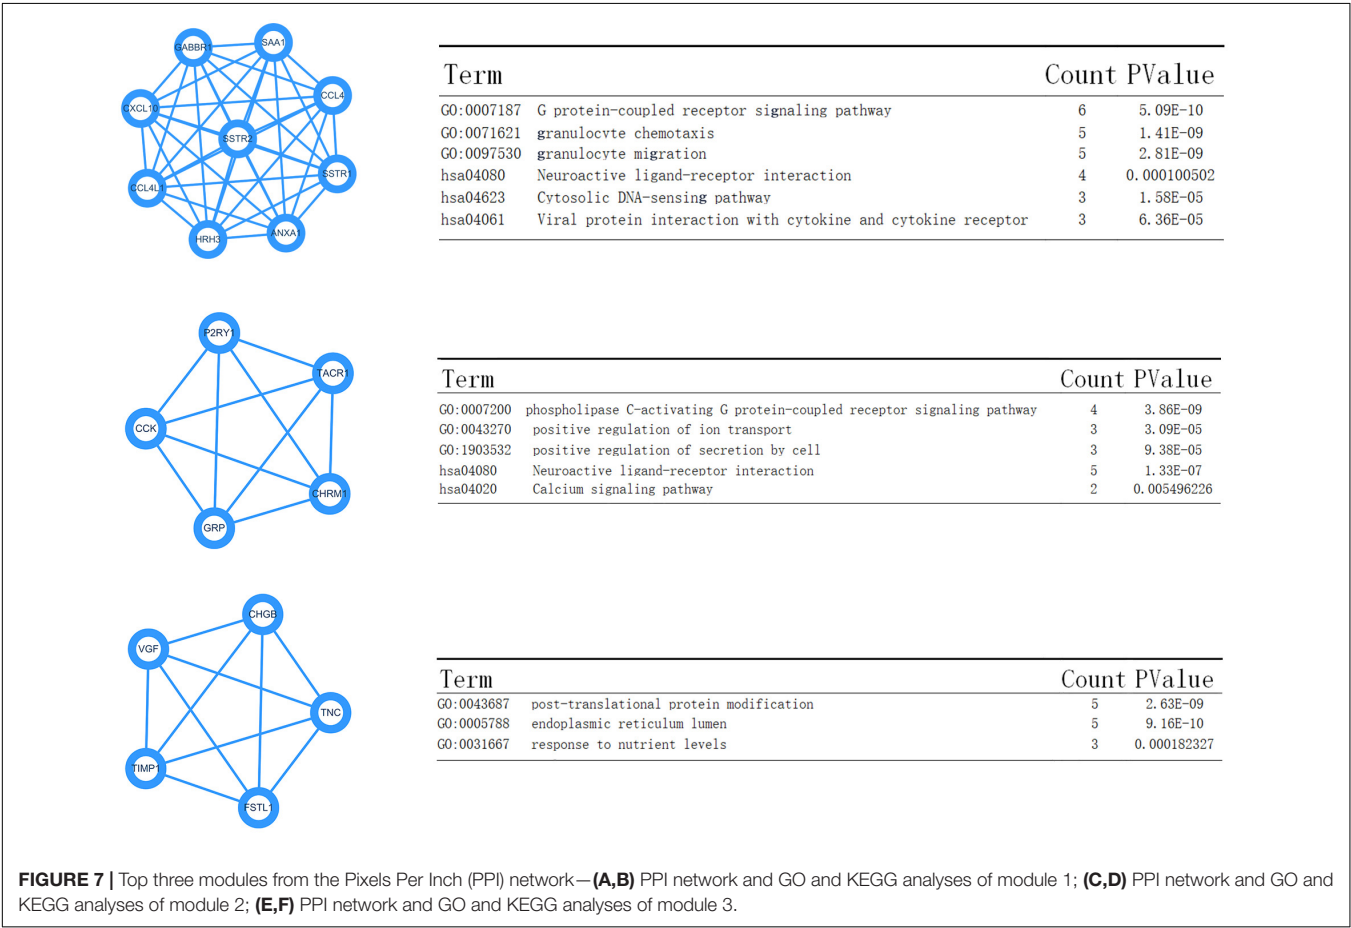 GABBR1
SAA1
CXCL10
CCL4
SSTR2
CCL4L1
SSTR1
HRH3
ANXA1
Term Count PValue
GO:0007187 G protein-coupled receptor signaling pathway 6 5.09E-10
GO:0071621 granulocyte chemotaxis 5 1.41E-09
GO:0097530 granulocyte migration 5 2.81E-09
hsa04080 Neuroactive ligand-receptor interaction 4 0.000100502
hsa04623 Cytosolic DNA-sensing pathway 3 1.58E-05
hsa04061 Viral protein interaction with cytokine and cytokine receptor 3 6.36E-05
P2RY1
TACR1
CCK
CHRM1
GRP
Term Count PValue
GO:0007200 phospholipase C-activating G protein-coupled receptor signaling pathway 4 3.86E-09
GO:0043270 positive regulation of ion transport 3 3.09E-05
GO:1903532 positive regulation of secretion by cell 3 9.38E-05
hsa04080 Neuroactive ligand-receptor interaction 5 1.33E-07
hsa04020 Calcium signaling pathway 2 0.005496226
CHGB
VGF
TNC
TIMP1
FSTL1
Term Count PValue
GO:0043687 post-translational protein modification 5 2.63E-09
GO:0005788 endoplasmic reticulum lumen 5 9.16E-10
GO:0031667 response to nutrient levels 3 0.000182327
FIGURE 7 | Top three modules from the Pixels Per Inch (PPI) network—(A,B) PPI network and GO and KEGG analyses of module 1; (C,D) PPI network and GO and
KEGG analyses of module 2; (E,F) PPI network and GO and KEGG analyses of module 3.